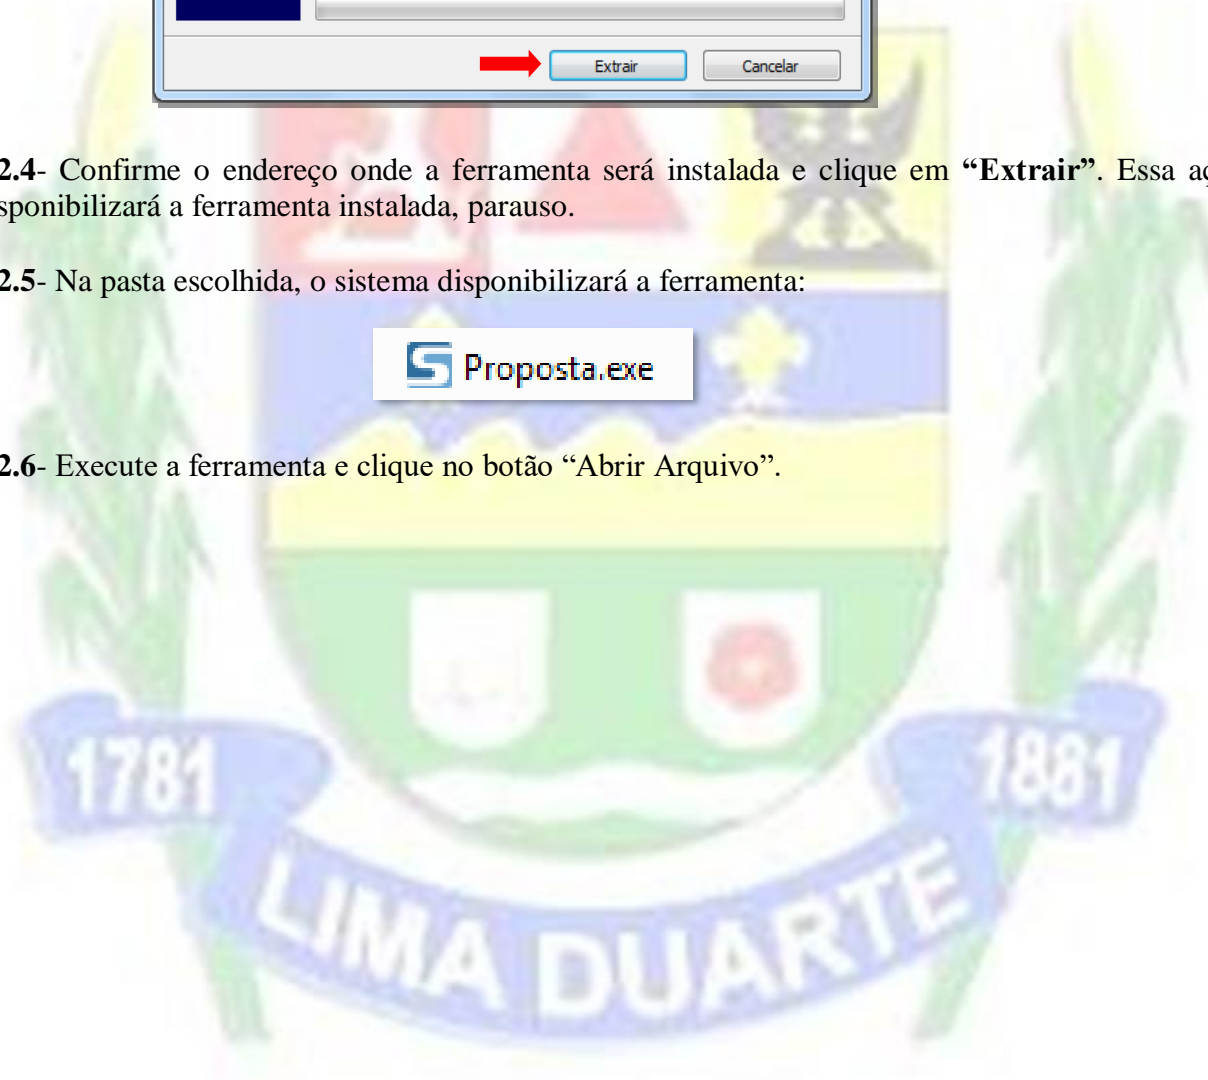 Extrair Cancelar
2.4- Confirme o endereço onde a ferramenta será instalada e clique em “Extrair”. Essa
sponibilizará a ferramenta instalada, parauso.
2.5- Na pasta escolhida, o sistema disponibilizará a ferramenta:
Proposta.exe
2.6- Execute a ferramenta e clique no botão “Abrir Arquivo”.
1781 1881
LIMA DUARTE